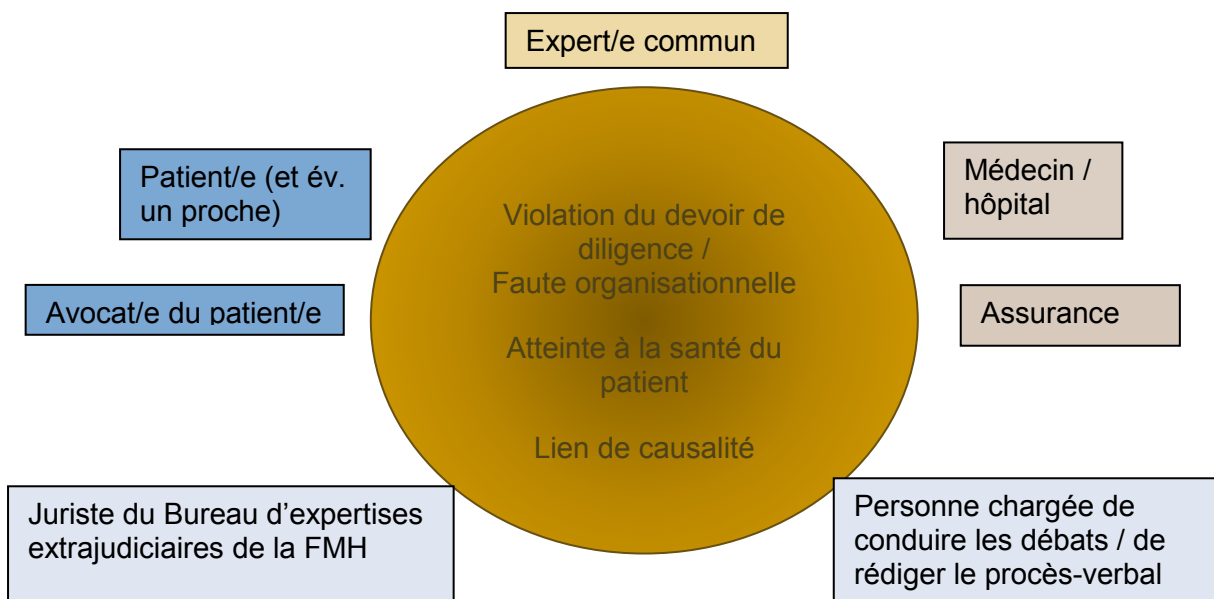 Expert/e commun
Patient/e (et év.
un proche)
Médecin /
hôpital
Violation du devoir de
diligence /
Faute organisationnelle
Avocat/e du patient/e
Assurance
Atteinte à la santé du
patient
Lien de causalité
Juriste du Bureau d’expertises
extrajudiciaires de la FMH
Personne chargée de
conduire les débats / de
rédiger le procès-verbal